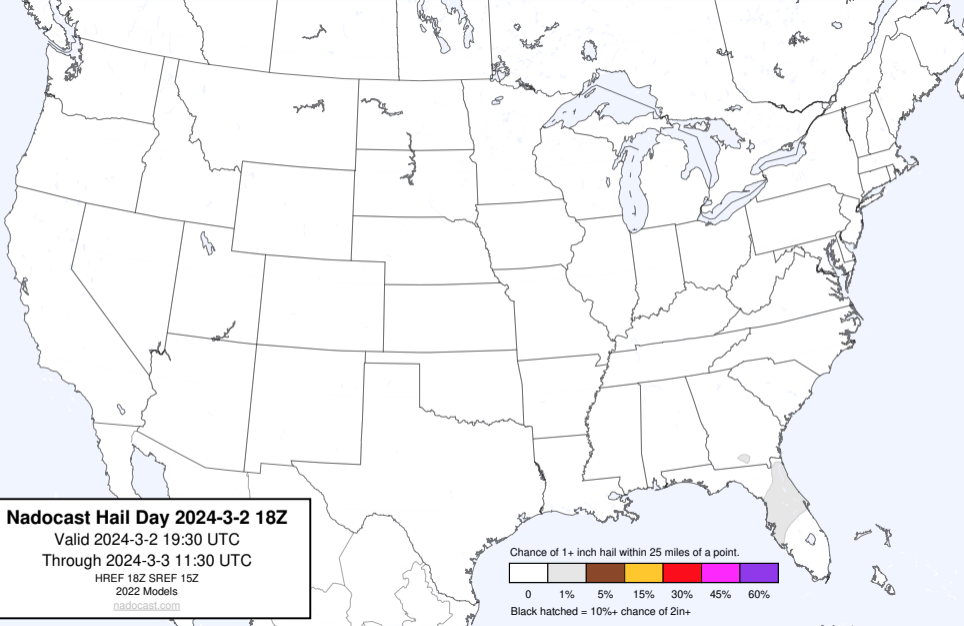 Nadocast Hail Day 2024-3-2 18Z
Valid 2024-3-2 19:30 UTC
Through 2024-3-3 11:30 UTC
HREF 18Z SREF 15Z
2022 Models
nadocast.com
Chance of 1+ inch hail within 25 miles of a point.
0 1% 5% 15% 30% 45% 60%
Black hatched = 10%+ chance of 2in+